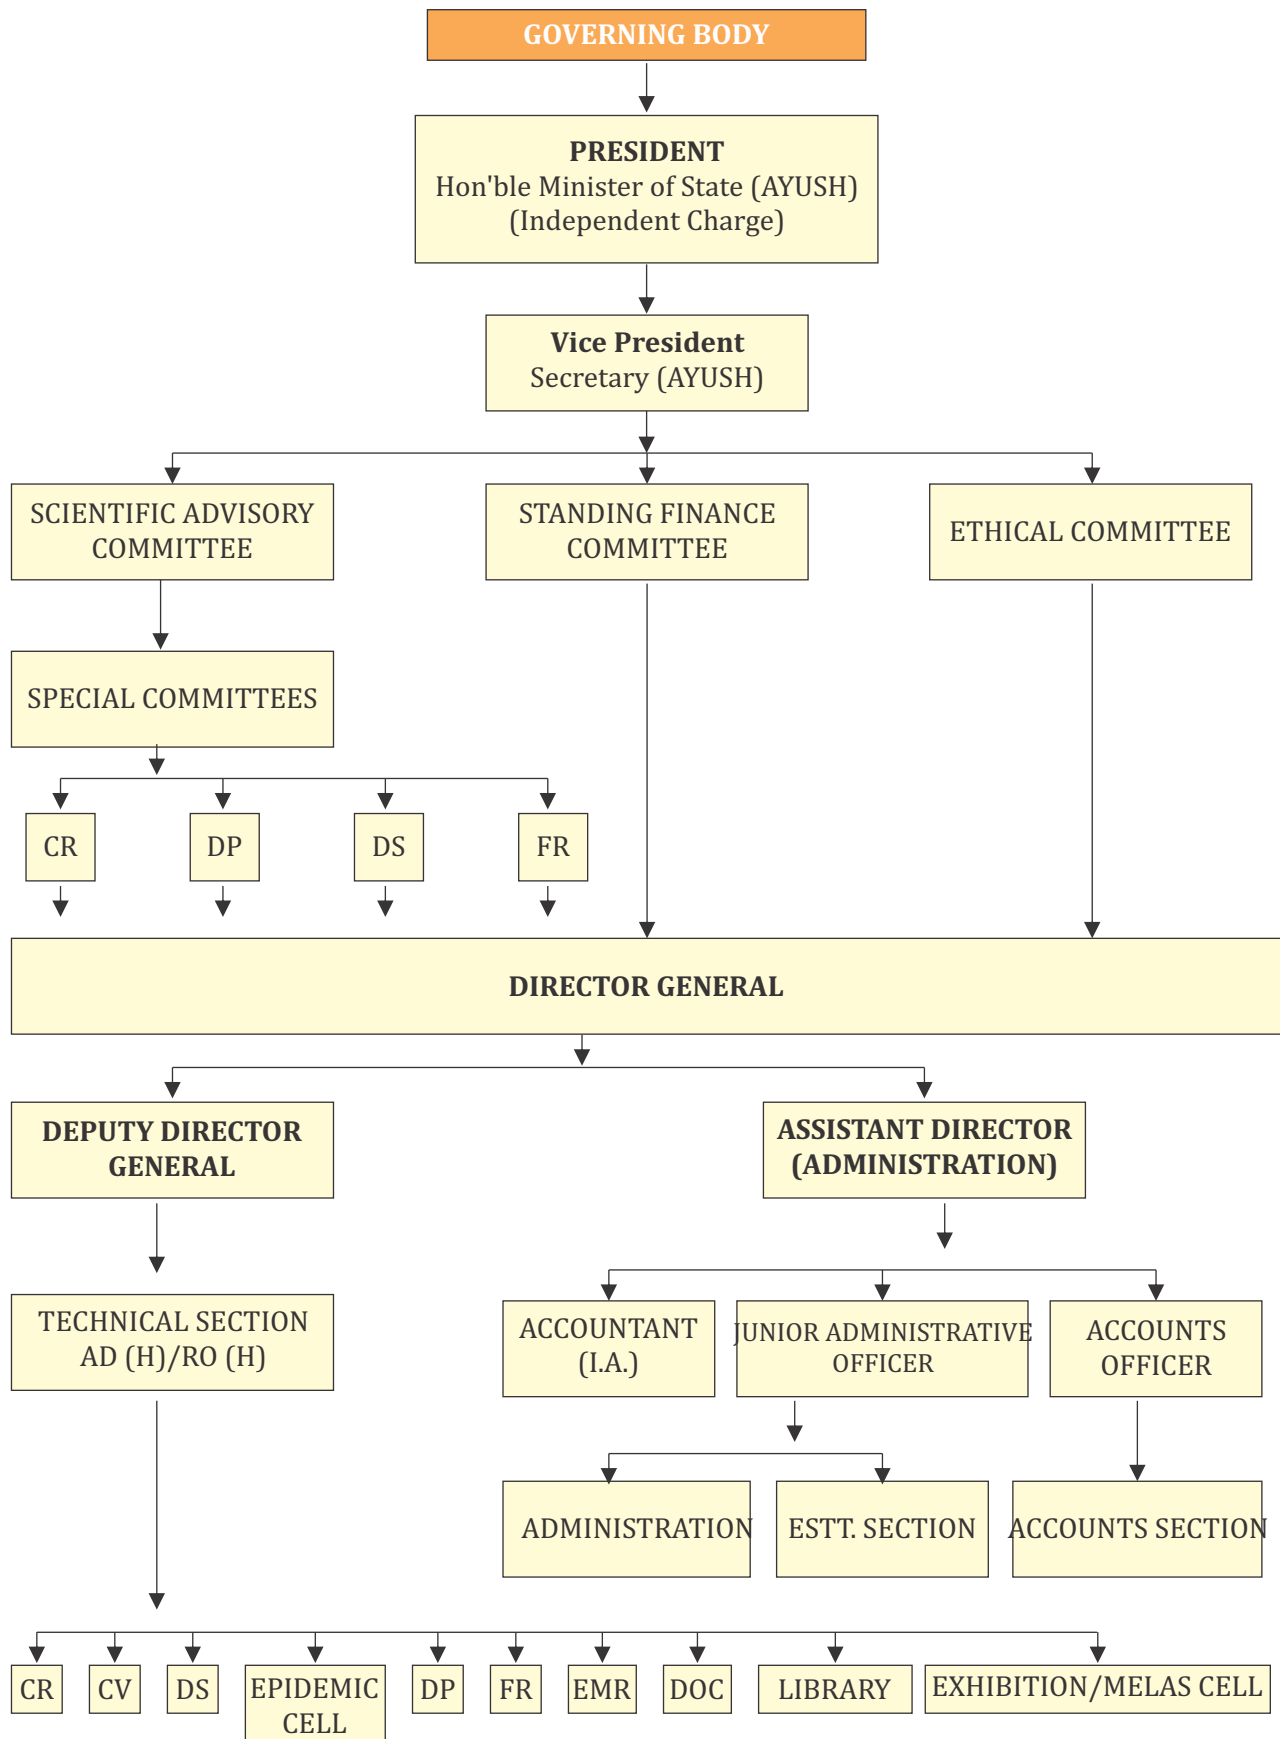 GOVERNING BODY
PRESIDENT
Hon'ble Minister of State (AYUSH)
(Independent Charge)
Vice President
Secretary (AYUSH)
SCIENTIFIC ADVISORY
COMMITTEE
STANDING FINANCE
COMMITTEE
ETHICAL COMMITTEE
SPECIAL COMMITTEES
CR
DP
DS
FR
DIRECTOR GENERAL
DEPUTY DIRECTOR
GENERAL
ASSISTANT DIRECTOR
(ADMINISTRATION)
TECHNICAL SECTION
AD (H)/RO (H)
ACCOUNTANT
(I.A.)
JUNIOR ADMINISTRATIVE
OFFICER
ACCOUNTS
OFFICER
ADMINISTRATION
ESTT. SECTION
ACCOUNTS SECTION
CR
CV
DS
EPIDEMIC
CELL
DP
FR
EMR
DOC
LIBRARY
EXHIBITION/MELAS CELL